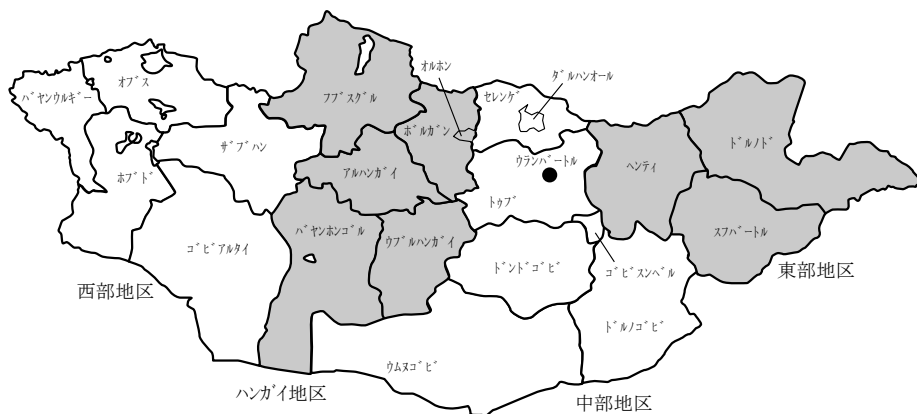 オルホン
ダルハンオール
オブス
フブスグル
セレンゲ
バヤンウルギー
ボルガン
ドルノド
ザブハン
ウランバートル
ヘンティ
アルハンガイ
ホブド
トゥブ
バヤンホンゴル
ウブルハンガイ
スフバートル
ゴビアルタイ
ドンドゴビ
ゴビスンベル
東部地区
西部地区
ドルノゴビ
ウムヌゴビ
ハンガイ地区
中部地区